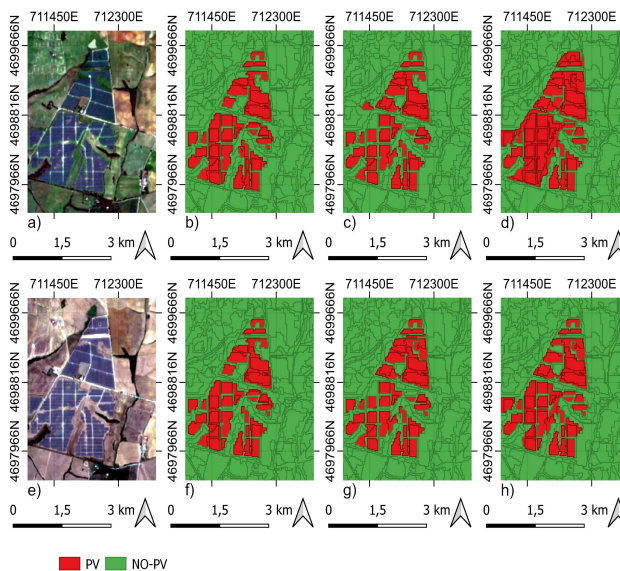 711450E 712300E 711450E 712300E 711450E 712300E 711450E 712300E
4699666N 4699666N 4699666N 4699666N
4698816N 4698816N 4698816N 4698816N
4697966N 4697966N 4697966N 4697966N
a) b) c) d)
0 1,5 3 km 0 1,5 3 km 0 1,5 3 km 0 1,5 3 km
711450E 712300E 711450E 712300E 711450E 712300E 711450E 712300E
4699666N 4699666N 4699666N 4699666N
4698816N 4698816N 4698816N 4698816N
4697966N 4697966N 4697966N 4697966N
e) f) g) h)
0 1,5 3 km 0 1,5 3 km 0 1,5 3 km 0 1,5 3 km
PV NO-PV